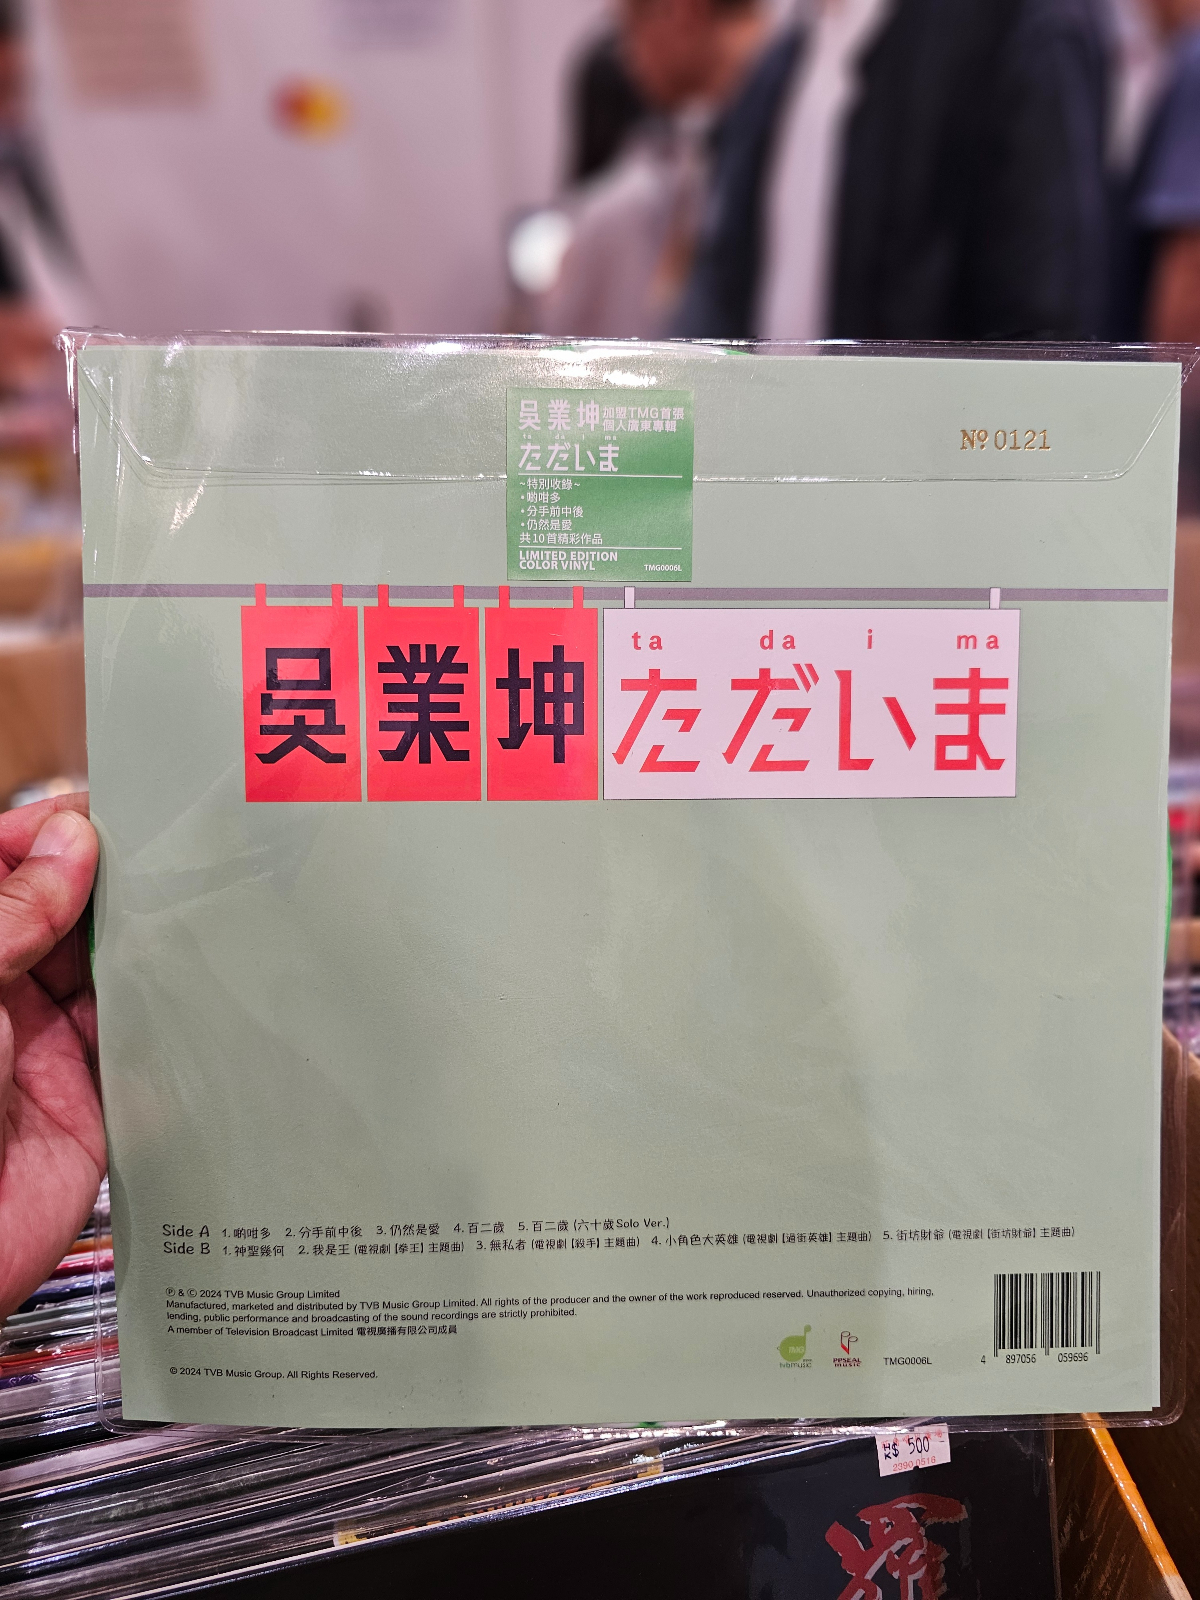 吳業坤 加盟TMG首張
個人廣東專輯
ta da i ma
ただいま
~特別收錄~
•啲咁多
•分手前中後
•仍然是愛
共10首精彩作品
LIMITED EDITION
COLOR VINYL
TMG0006L
Nº 0121
吳業坤
ta da i ma
ただいま
Side A 1.啲咁多 2.分手前中後 3.仍然是愛 4.百二歲 5.百二歲 (六十歲Solo Ver.)
Side B 1.神聖幾何 2.我是王 (電視劇【拳王】主題曲) 3.無私者 (電視劇【殺手】主題曲) 4.小角色大英雄 (電視劇【過街英雄】主題曲) 5.街坊財爺 (電視劇【街坊財爺】主題曲)
Ⓟ & © 2024 TVB Music Group Limited
Manufactured, marketed and distributed by TVB Music Group Limited. All rights of the producer and the owner of the work reproduced reserved. Unauthorized copying, hiring,
lending, public performance and broadcasting of the sound recordings are strictly prohibited.
A member of Television Broadcast Limited 電視廣播有限公司成員
© 2024 TVB Music Group. All Rights Reserved.
TMG
tvbmusic
PPSEAL
MUSIC
TMG0006L
4 897056 059696
HK$ 500
2390 0516